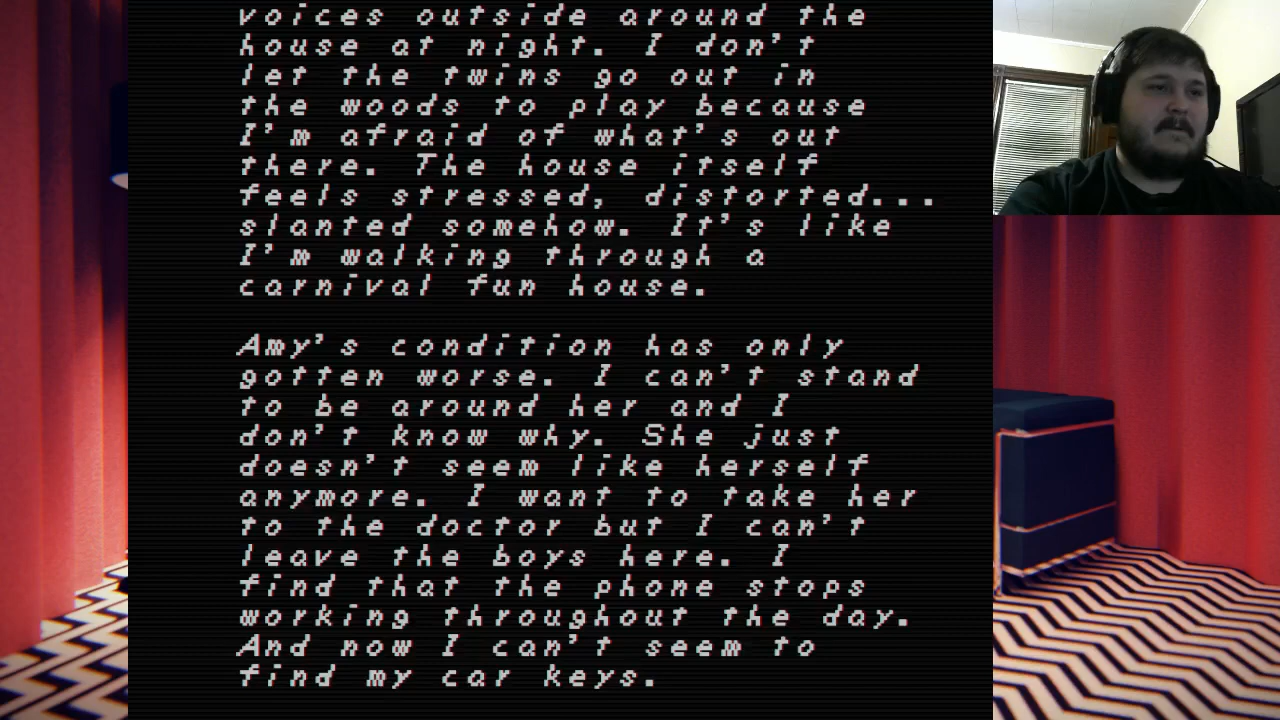 voices outside around the
house at night. I don't
let the twins go out in
the woods to play because
I'm afraid of what's out
there. The house itself
feels stressed, distorted...
slanted somehow. It's like
I'm walking through a
carnival fun house.
Amy's condition has only
gotten worse. I can't stand
to be around her and I
don't know why. She just
doesn't seem like herself
anymore. I want to take her
to the doctor but I can't
leave the boys here. I
find that the phone stops
working throughout the day.
And now I can't seem to
find my car keys.